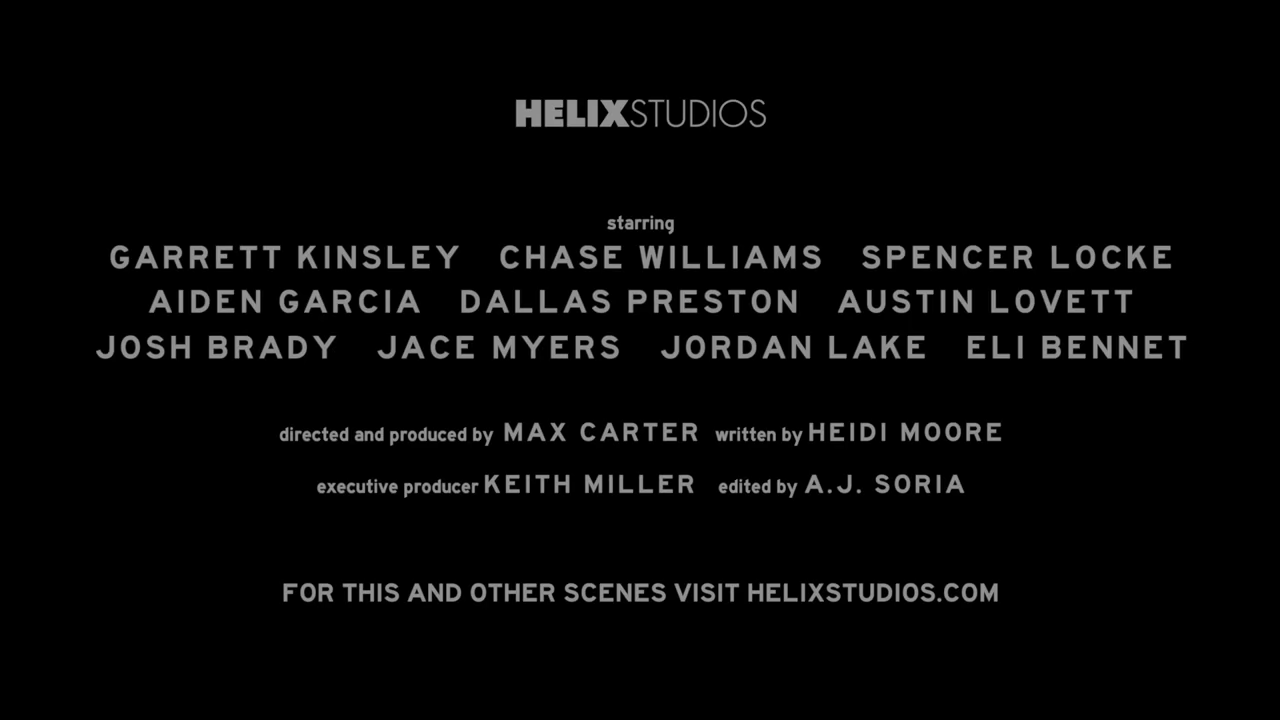 HELIXSTUDIOS
starring
GARRETT KINSLEY CHASE WILLIAMS SPENCER LOCKE
AIDEN GARCIA DALLAS PRESTON AUSTIN LOVETT
JOSH BRADY JACE MYERS JORDAN LAKE ELI BENNET
directed and produced by MAX CARTER written by HEIDI MOORE
executive producer KEITH MILLER edited by A.J. SORIA
FOR THIS AND OTHER SCENES VISIT HELIXSTUDIOS.COM